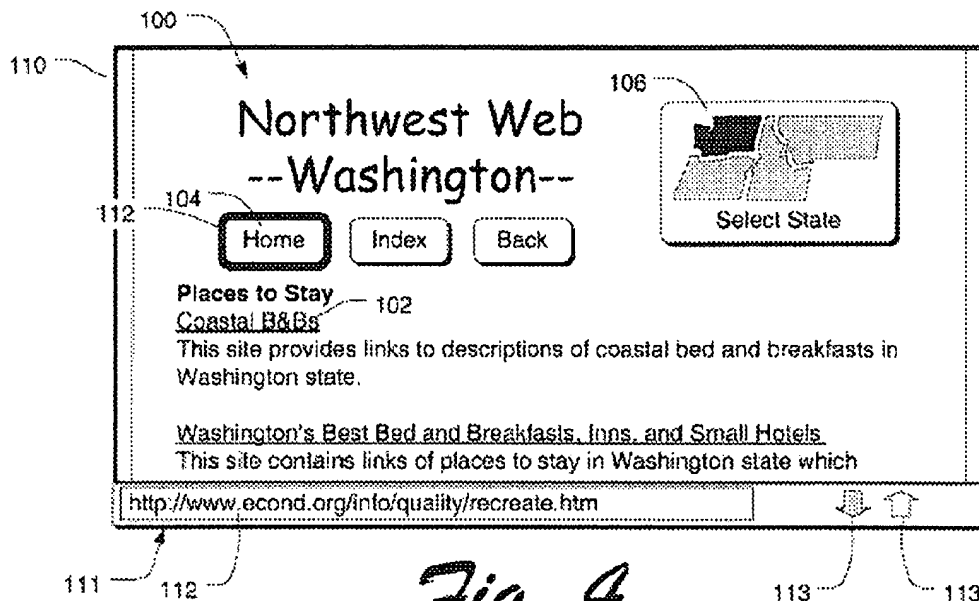 100
110
106
Northwest Web
--Washington--
104
112
Home Index Back
Select State
Places to Stay
Coastal B&Bs
102
This site provides links to descriptions of coastal bed and breakfasts in
Washington state.
Washington's Best Bed and Breakfasts, Inns, and Small Hotels
This site contains links of places to stay in Washington state which
http://www.econd.org/info/quality/recreate.htm
111 112 113 113
Fig. 4